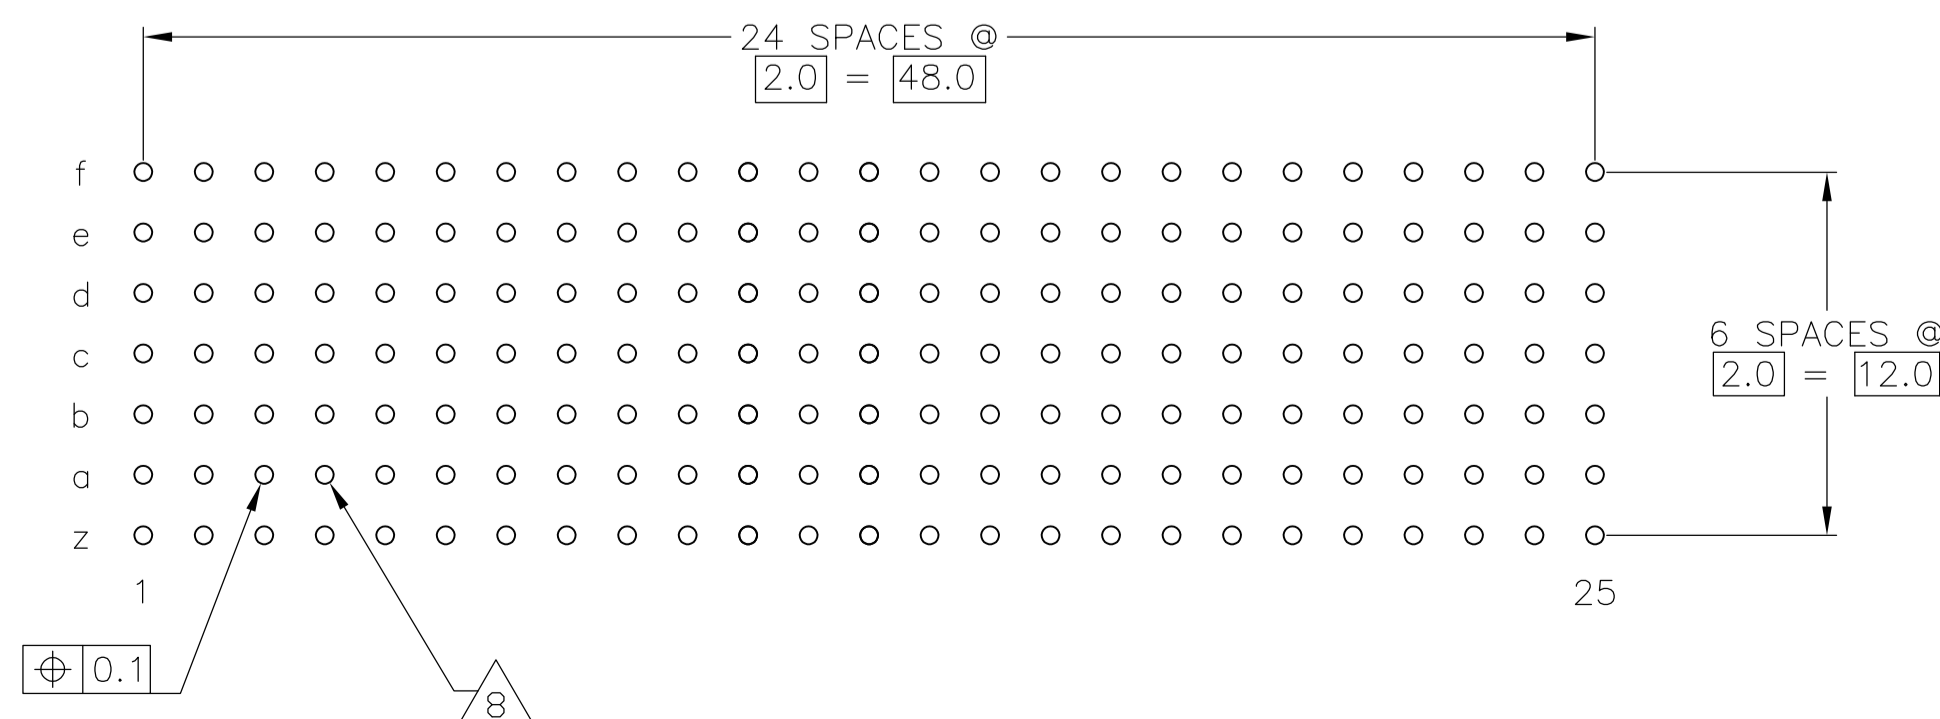 24 SPACES @
2.0 = 48.0
f
e
d
c
6 SPACES @
2.0 = 12.0
b
a
z
1
25
⌖ 0.1
8